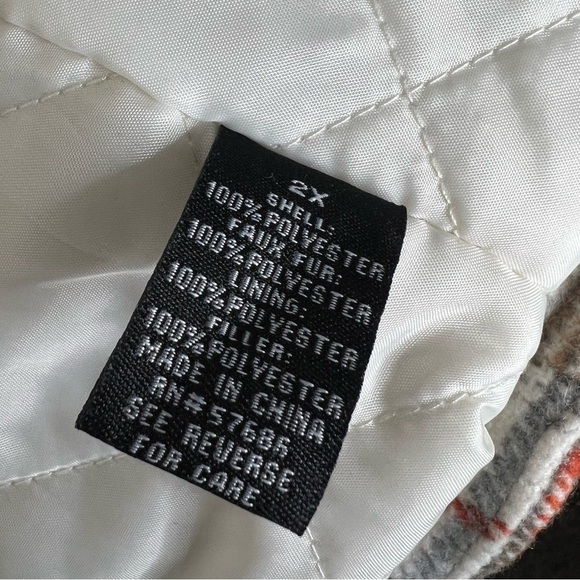 2X
SHELL:
100% POLYESTER
FAUX FUR:
100% POLYESTER
LINING:
100% POLYESTER
FILLER:
100% POLYESTER
MADE IN CHINA
RN# 57686
SEE REVERSE
FOR CARE